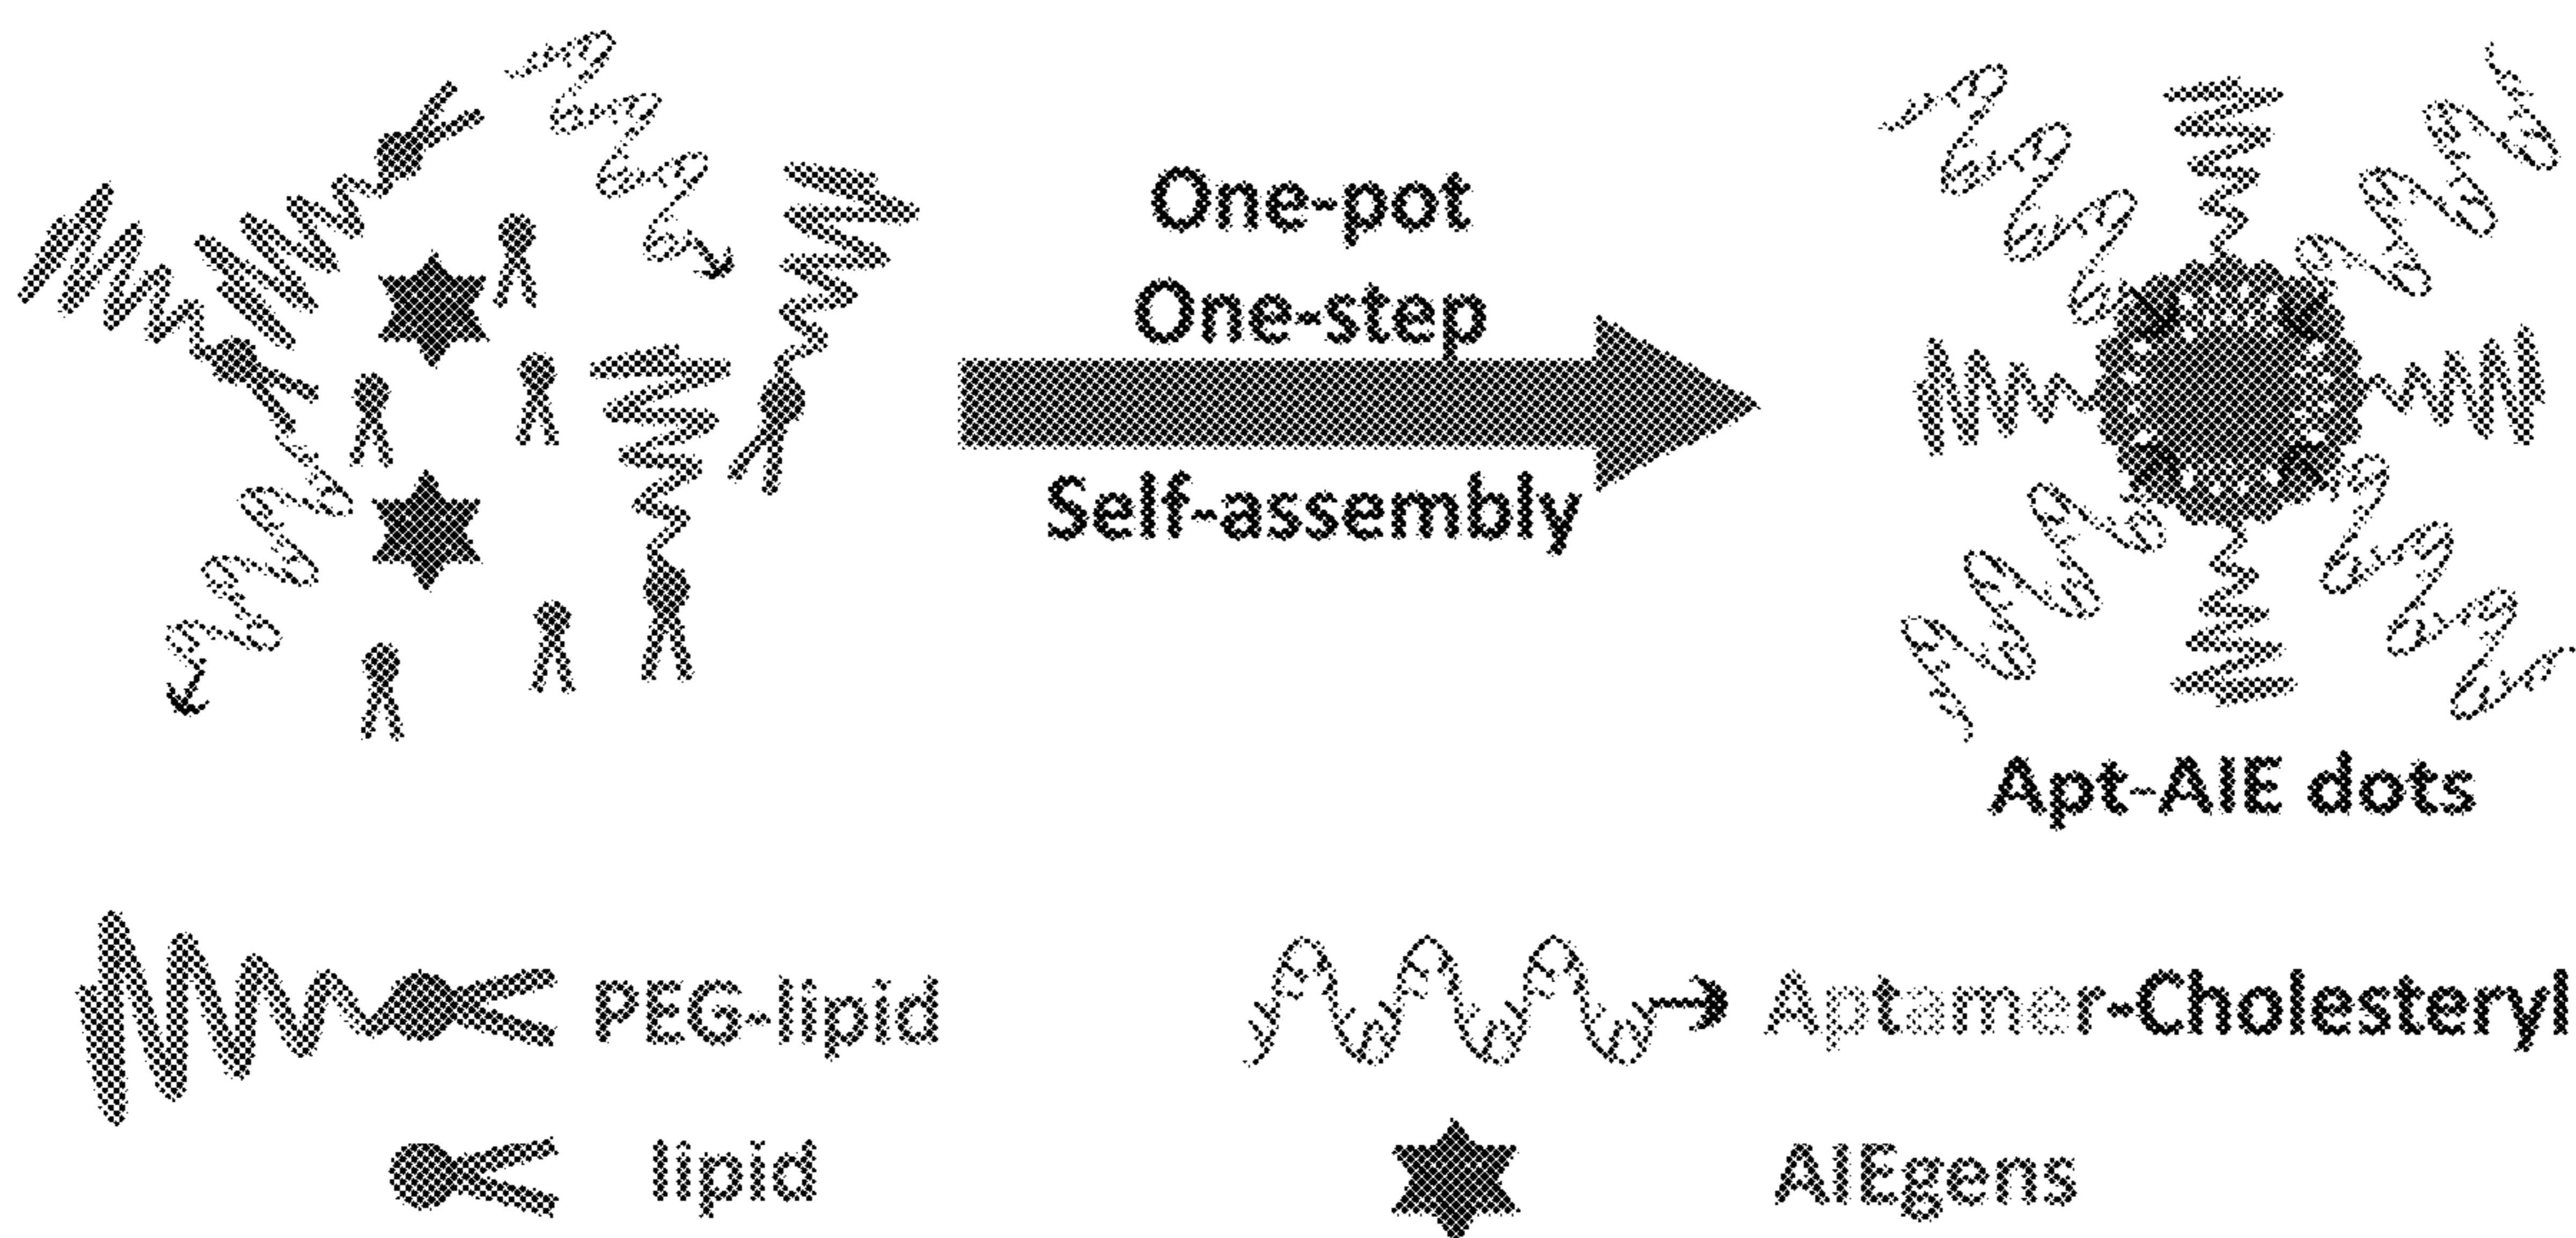 One-pot
One-step
Self-assembly
Apt-AIE dots
PEG-lipid
Aptamer-Cholesteryl
lipid
AIEgens